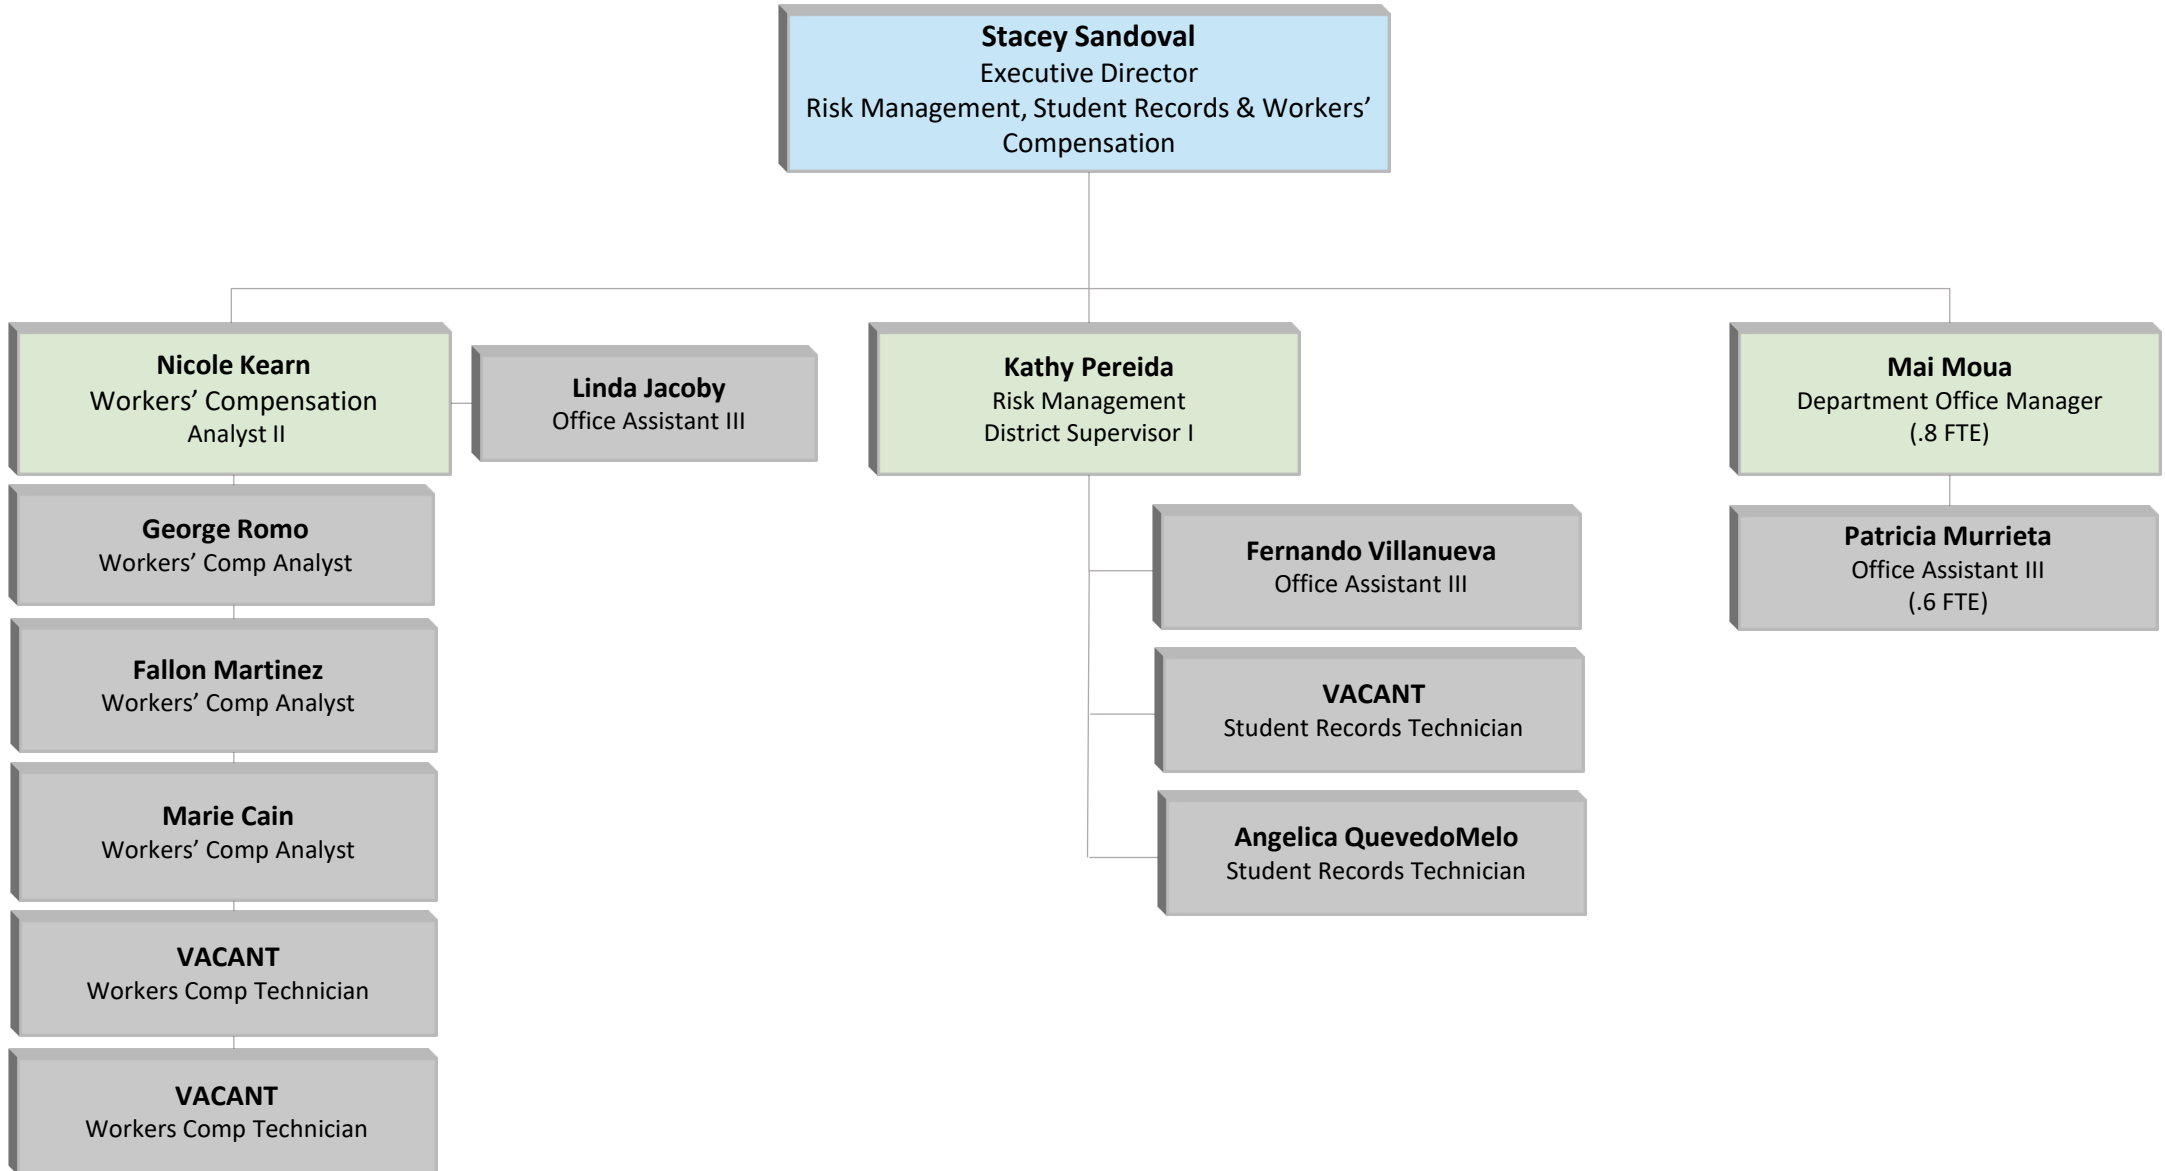 Stacey Sandoval
Executive Director
Risk Management, Student Records & Workers’
Compensation
Nicole Kearn
Workers’ Compensation
Analyst II
Linda Jacoby
Office Assistant III
Kathy Pereida
Risk Management
District Supervisor I
Mai Moua
Department Office Manager
(.8 FTE)
George Romo
Workers’ Comp Analyst
Fallon Martinez
Workers’ Comp Analyst
Marie Cain
Workers’ Comp Analyst
VACANT
Workers Comp Technician
VACANT
Workers Comp Technician
Fernando Villanueva
Office Assistant III
VACANT
Student Records Technician
Angelica QuevedoMelo
Student Records Technician
Patricia Murrieta
Office Assistant III
(.6 FTE)